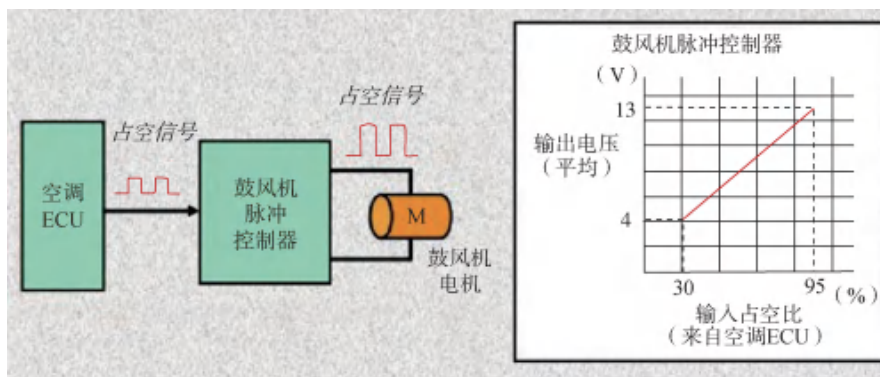 占空信号
占空信号
空调
ECU
鼓风机
脉冲
控制器
M
鼓风机
电机
鼓风机脉冲控制器
(V)
13
输出电压
(平均)
4
30
95 (%)
输入占空比
(来自空调ECU)